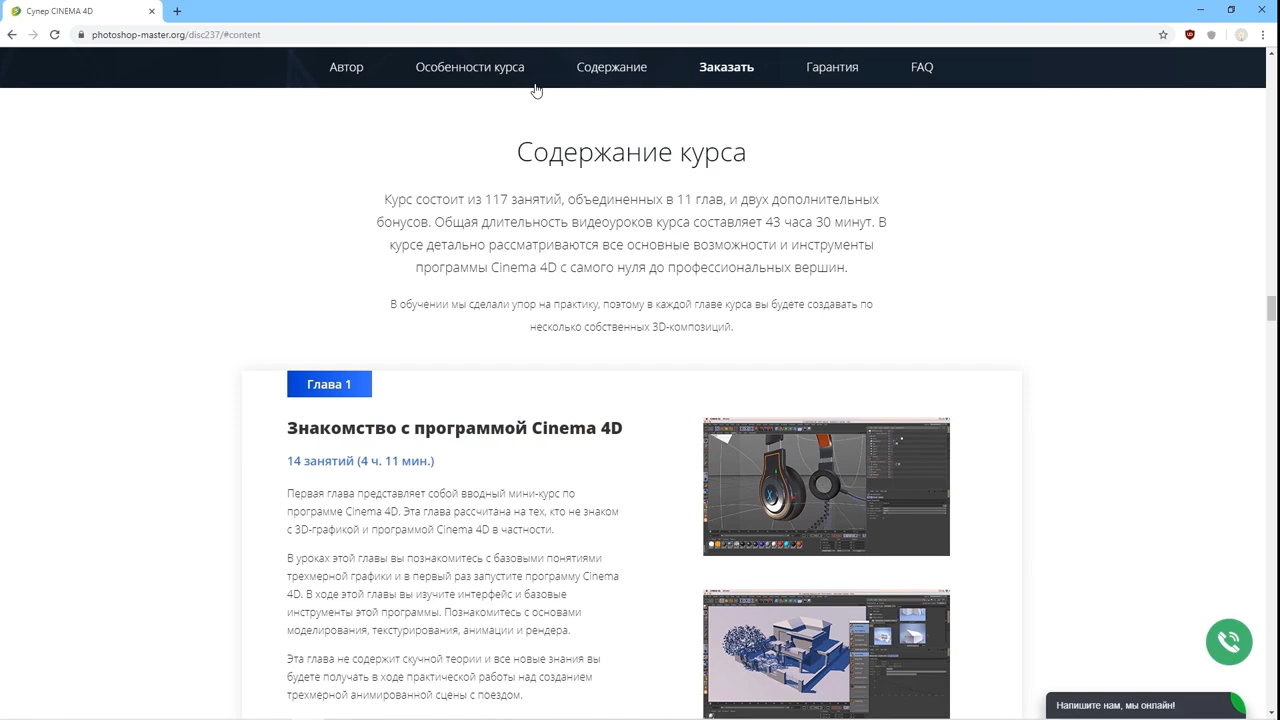 Супер CINEMA 4D
photoshop-master.org/disc237/#content
Автор Особенности курса Содержание Заказать Гарантия FAQ
Содержание курса
Курс состоит из 117 занятий, объединенных в 11 глав, и двух дополнительных
бонусов. Общая длительность видеоуроков курса составляет 43 часа 30 минут. В
курсе детально рассматриваются все основные возможности и инструменты
программы Cinema 4D с самого нуля до профессиональных вершин.
В обучении мы сделали упор на практику, поэтому в каждой главе курса вы будете создавать по
несколько собственных 3D-композиций.
Глава 1
Знакомство с программой Cinema 4D
14 занятий (4 ч. 11 мин.)
Первая глава представляет собой вводный мини-курс по
программе Cinema 4D. Эта глава рассчитана на тех, кто не знаком
с 3D-графикой и программой Cinema 4D в частности.
В уроках этой главы вы познакомитесь с базовыми понятиями
трехмерной графики и в первый раз запустите программу Cinema
4D. В ходе этой главы вы изучите интерфейс и базовые
инструменты этой программы, познакомитесь с основами
моделирования, текстурирования, анимации и рендера.
Эта глава содержит много практики, а основные знания вы
будете получать в ходе пошаговой работы над созданием
трехмерной анимированной сцены с поездом.
Напишите нам, мы онлайн!